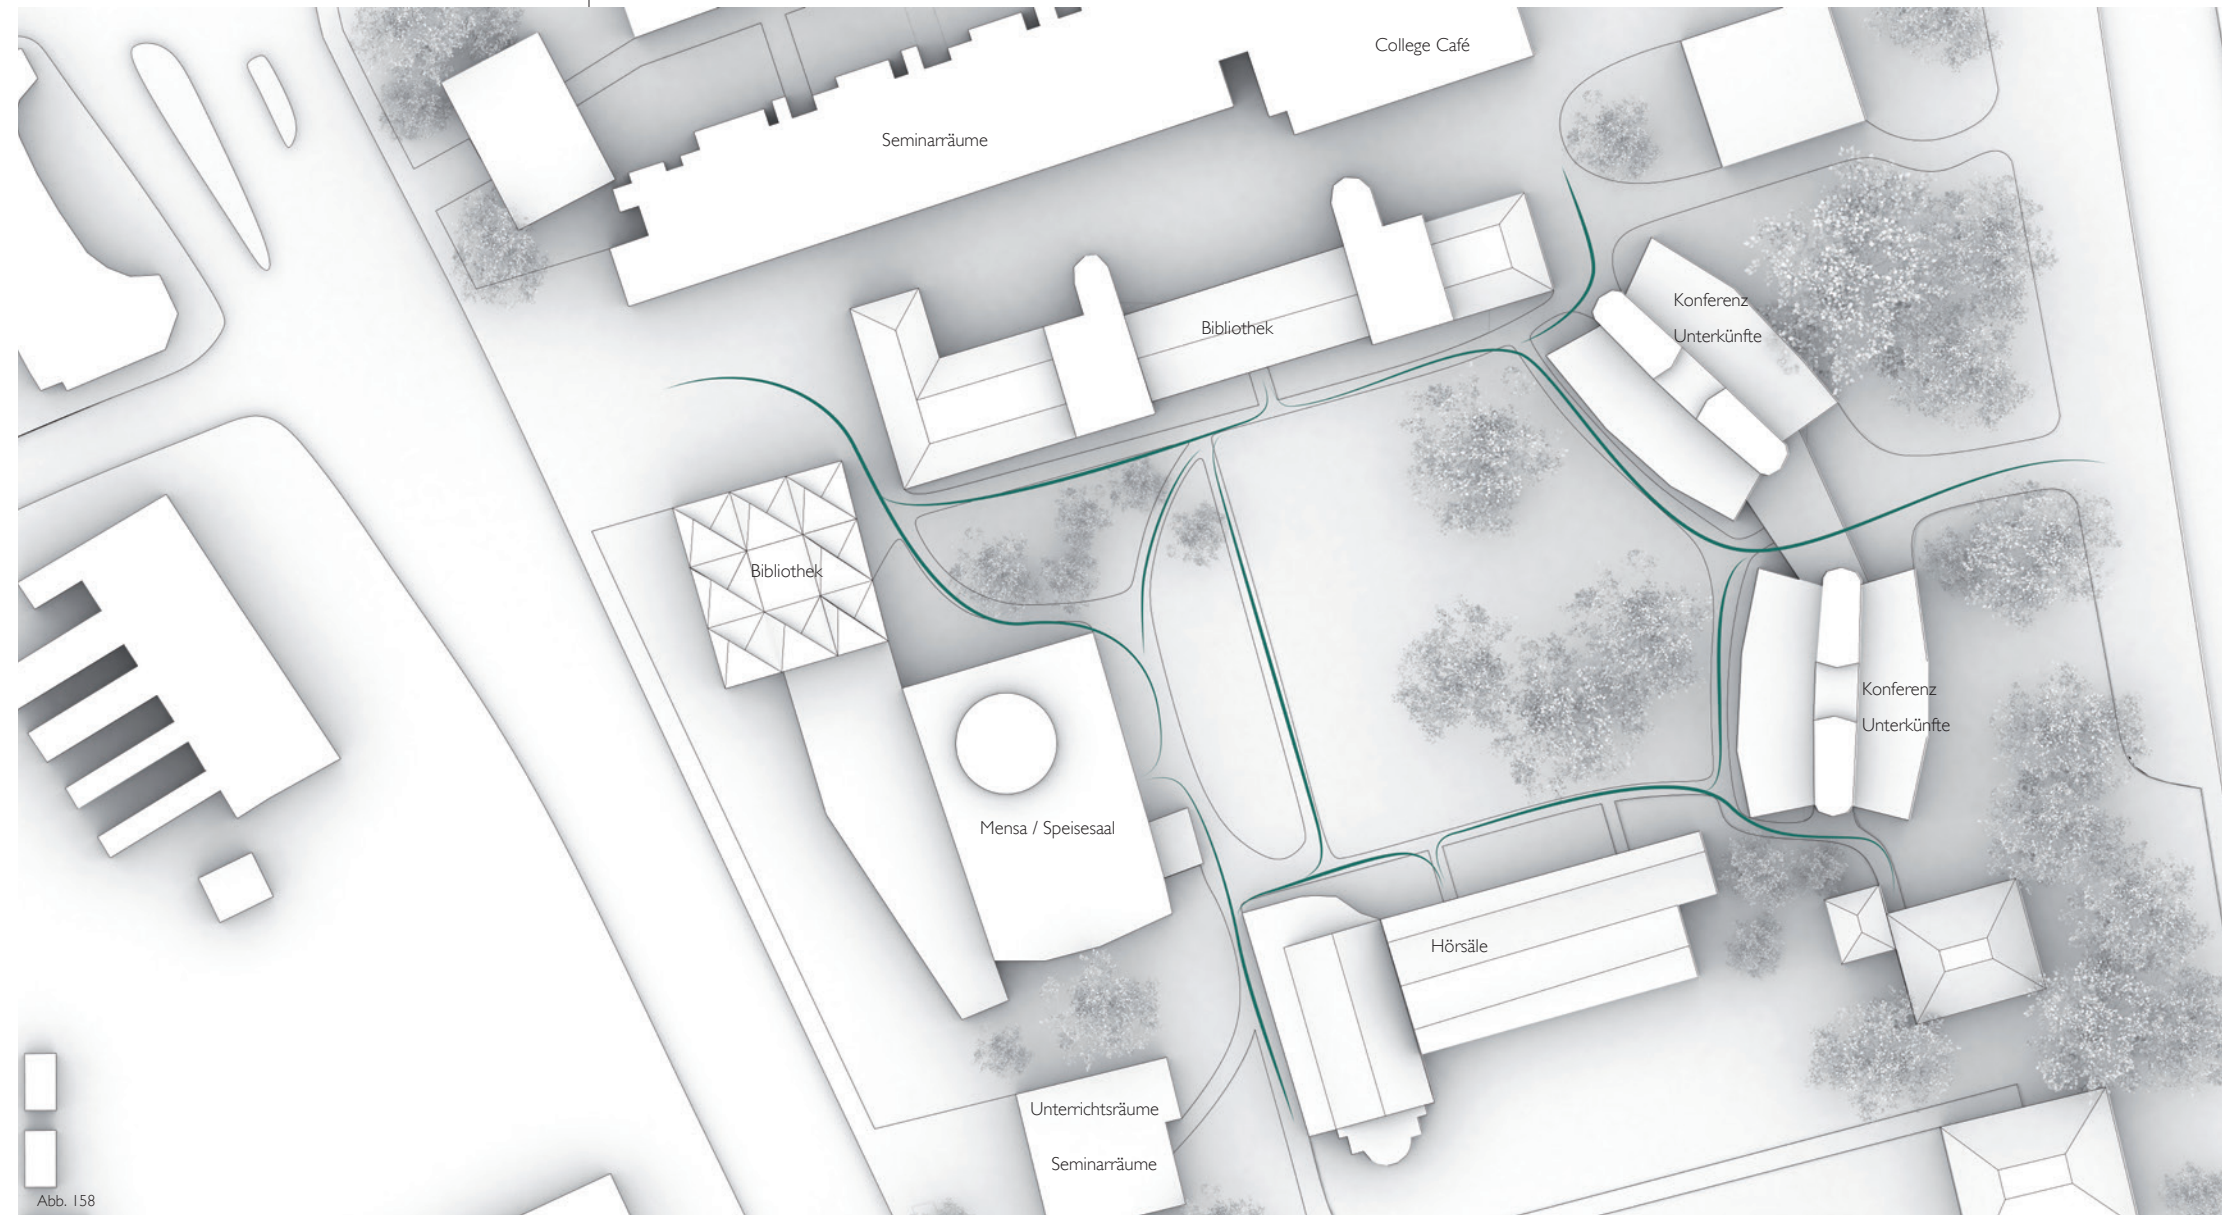 College Café
Seminarräume
Konferenz
Unterkünfte
Bibliothek
Bibliothek
Konferenz
Unterkünfte
Mensa / Speisesaal
Hörsäle
Unterrichtsräume
Seminarräume
Abb. 158